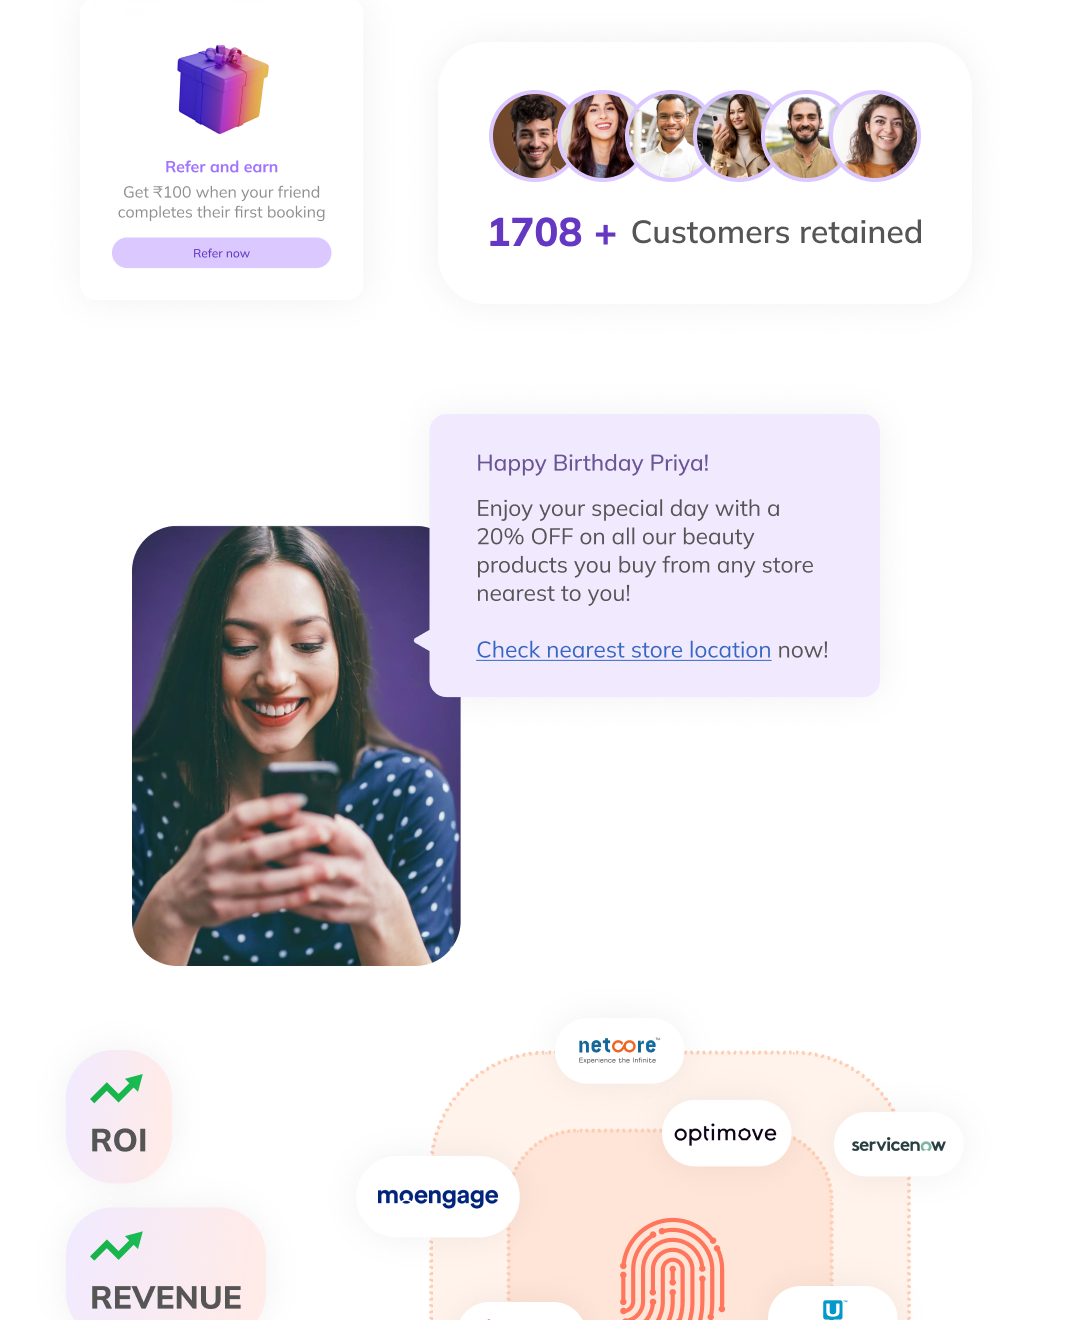 Refer and earn
Get ₹100 when your friend
completes their first booking
Refer now
1708 + Customers retained
Happy Birthday Priya!
Enjoy your special day with a
20% OFF on all our beauty
products you buy from any store
nearest to you!
Check nearest store location now!
ROI
REVENUE
netcore™
Experience the Infinite
optimove
servicenow
moengage
U™